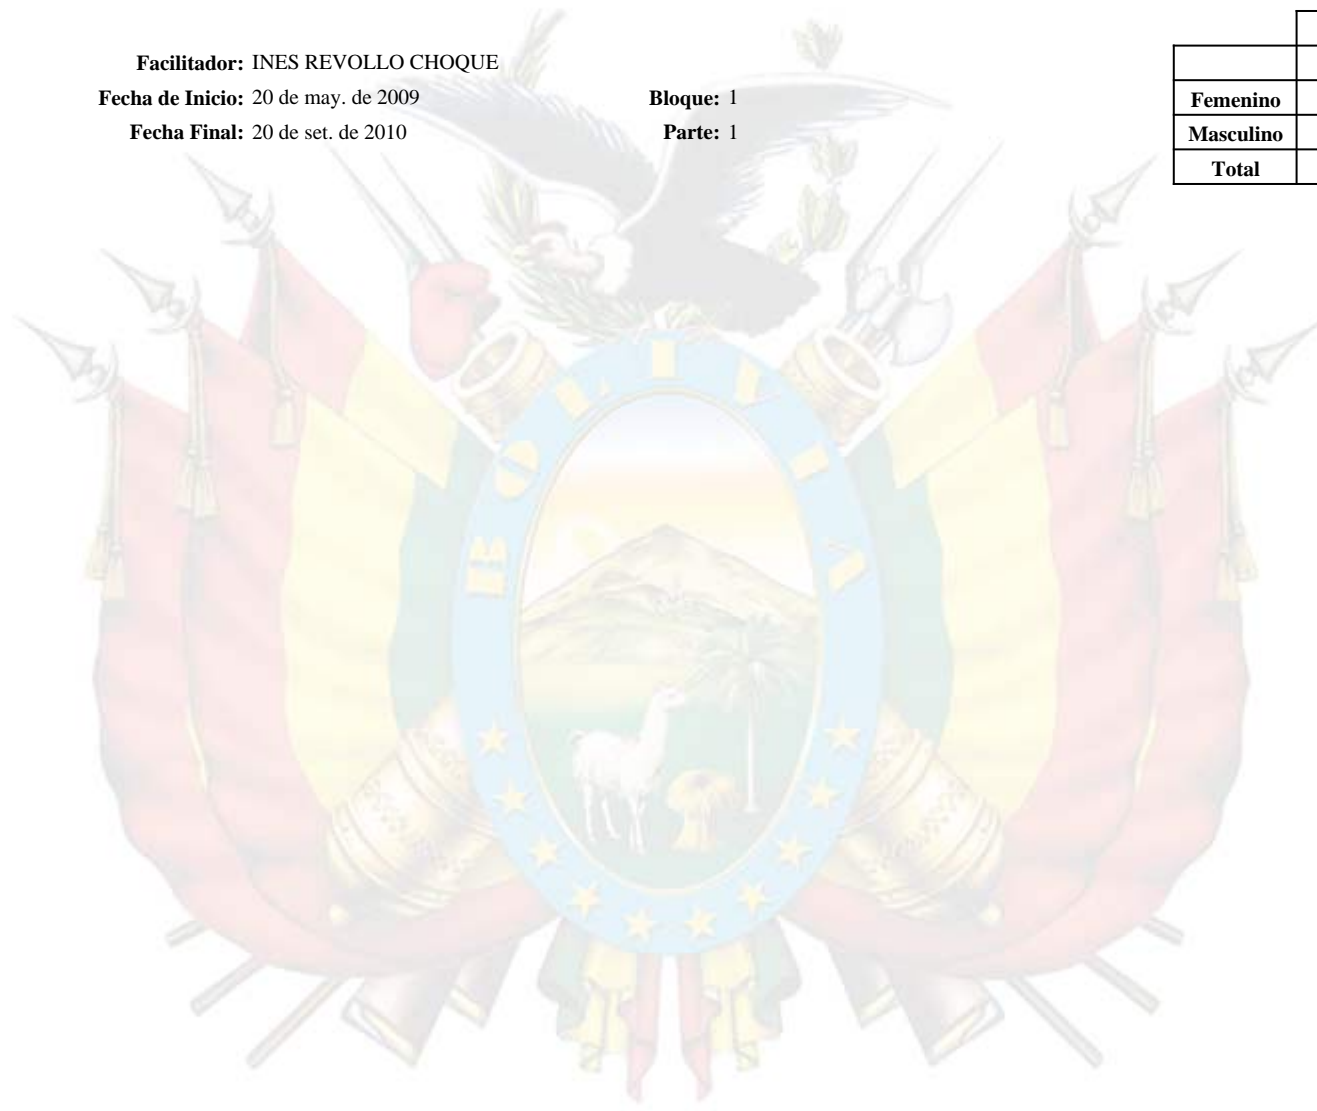 Facilitador: INES REVOLLO CHOQUE
Fecha de Inicio: 20 de may. de 2009 Bloque: 1
Fecha Final: 20 de set. de 2010 Parte: 1
Femenino
Masculino
Total
BOLIVIA